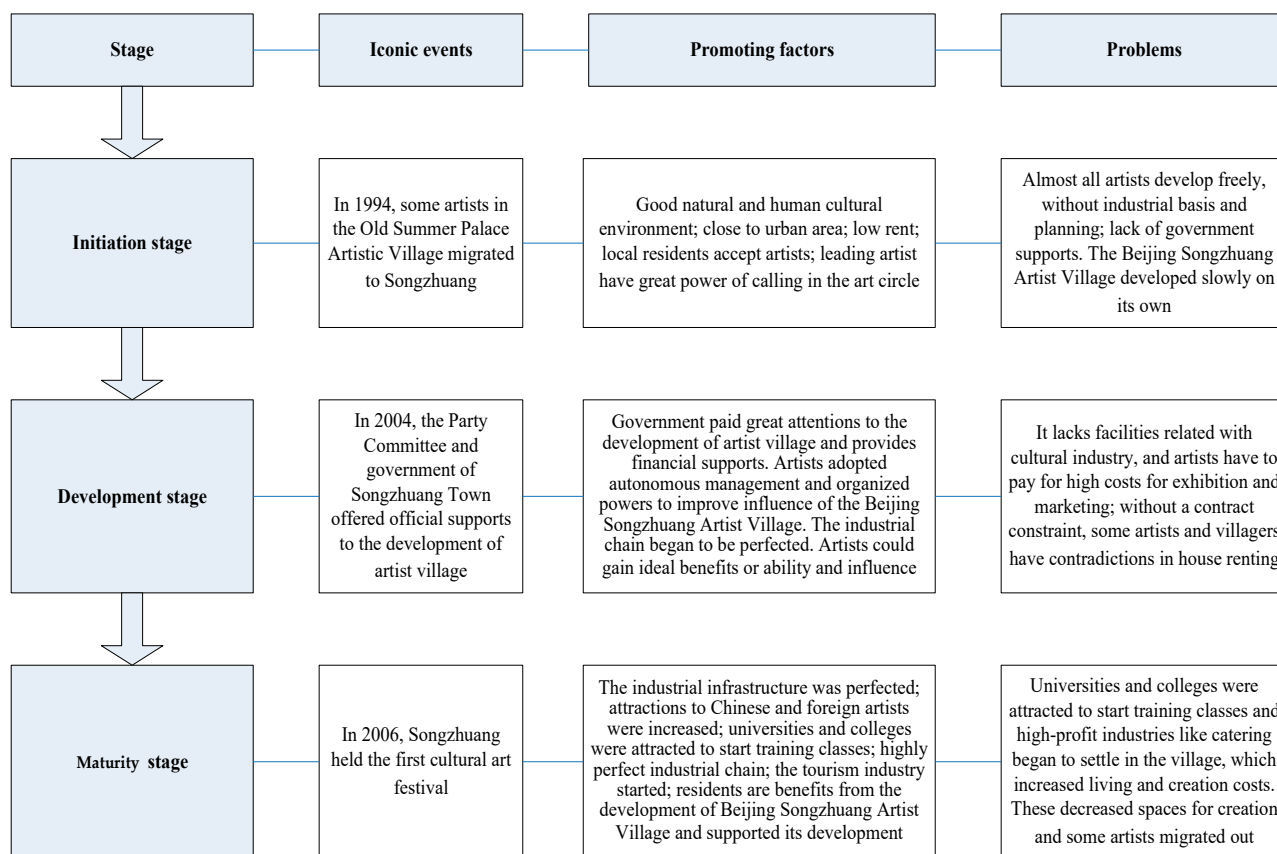 Stage
Iconic events
Promoting factors
Problems
Initiation stage
In 1994, some artists in
the Old Summer Palace
Artistic Village migrated
to Songzhuang
Good natural and human cultural
environment; close to urban area; low rent;
local residents accept artists; leading artist
have great power of calling in the art circle
Almost all artists develop freely,
without industrial basis and
planning; lack of government
supports. The Beijing Songzhuang
Artist Village developed slowly on
its own
Development stage
In 2004, the Party
Committee and
government of
Songzhuang Town
offered official supports
to the development of
artist village
Government paid great attentions to the
development of artist village and provides
financial supports. Artists adopted
autonomous management and organized
powers to improve influence of the Beijing
Songzhuang Artist Village. The industrial
chain began to be perfected. Artists could
gain ideal benefits or ability and influence
It lacks facilities related with
cultural industry, and artists have to
pay for high costs for exhibition and
marketing; without a contract
constraint, some artists and villagers
have contradictions in house renting
Maturity stage
In 2006, Songzhuang
held the first cultural art
festival
The industrial infrastructure was perfected;
attractions to Chinese and foreign artists
were increased; universities and colleges
were attracted to start training classes; highly
perfect industrial chain; the tourism industry
started; residents are benefits from the
development of Beijing Songzhuang Artist
Village and supported its development
Universities and colleges were
attracted to start training classes and
high-profit industries like catering
began to settle in the village, which
increased living and creation costs.
These decreased spaces for creation
and some artists migrated out